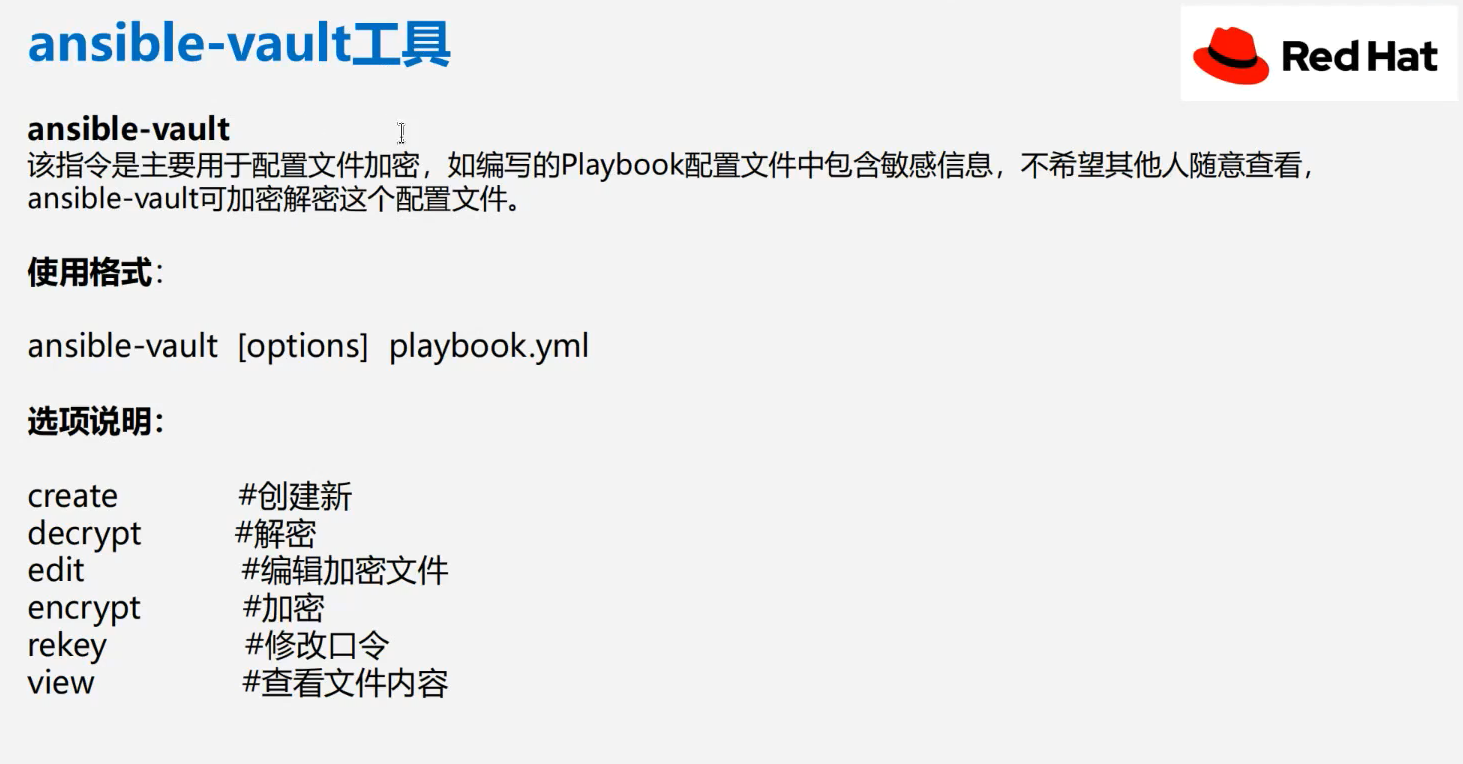 ansible-vault工具
Red Hat
ansible-vault
该指令是主要用于配置文件加密，如编写的Playbook配置文件中包含敏感信息，不希望其他人随意查看，
ansible-vault可加密解密这个配置文件。
使用格式：
ansible-vault [options] playbook.yml
选项说明：
create #创建新
decrypt #解密
edit #编辑加密文件
encrypt #加密
rekey #修改口令
view #查看文件内容